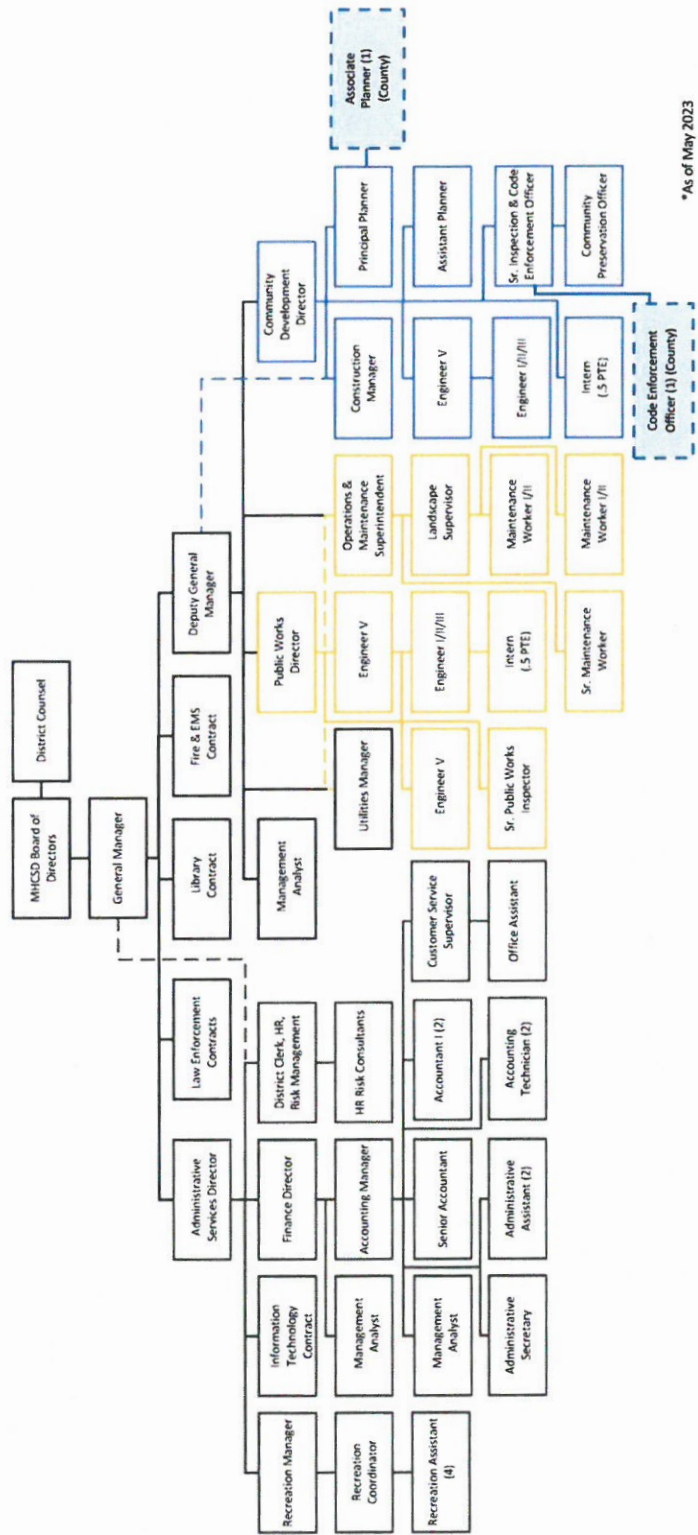 MHCSD Board of
Directors
District Counsel
General Manager
Administrative
Services Director
Law Enforcement
Contracts
Library
Contract
Fire & EMS
Contract
Deputy General
Manager
Recreation Manager
Information
Technology
Contract
Finance Director
District Clerk, HR,
Risk Management
Management
Analyst
Public Works
Director
Community
Development
Director
Recreation
Coordinator
Management
Analyst
Accounting Manager
HR Risk Consultants
Utilities Manager
Engineer V
Operations &
Maintenance
Superintendent
Construction
Manager
Principal Planner
Associate
Planner (1)
(County)
Recreation Assistant
(4)
Management
Analyst
Senior Accountant
Accountant I (2)
Customer Service
Supervisor
Engineer V
Engineer I/II/III
Landscape
Supervisor
Engineer V
Assistant Planner
Administrative
Secretary
Administrative
Assistant (2)
Accounting
Technician (2)
Office Assistant
Sr. Public Works
Inspector
Intern
(.5 PTE)
Maintenance
Worker I/II
Engineer I/II/III
Sr. Inspection & Code
Enforcement Officer
Sr. Maintenance
Worker
Maintenance
Worker I/II
Intern
(.5 PTE)
Community
Preservation Officer
Code Enforcement
Officer (1) (County)
*As of May 2023